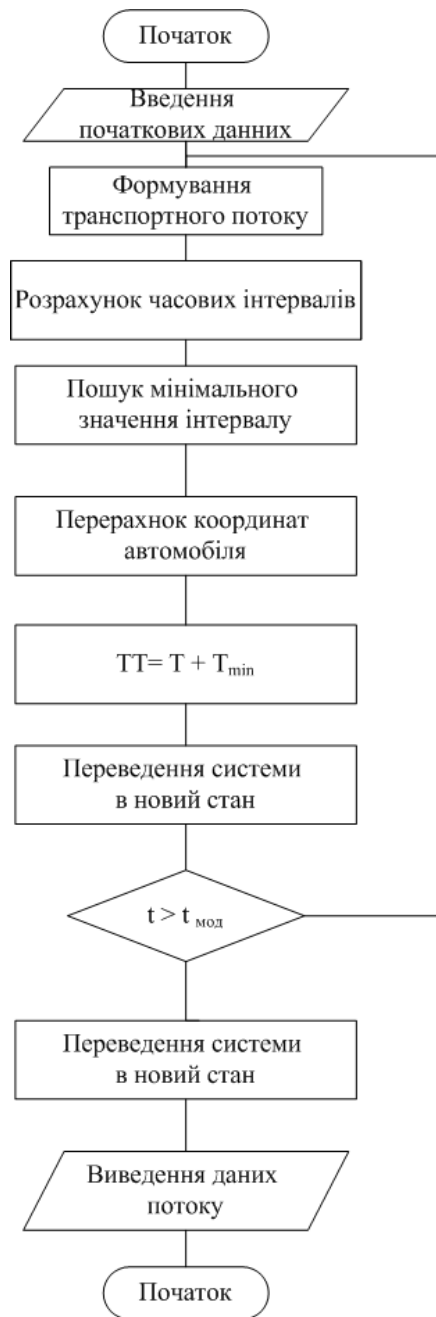 Початок
Введення
початкових данних
Формування
транспортного потоку
Розрахунок часових інтервалів
Пошук мінімального
значення інтервалу
Перерахнок координат
автомобіля
TT= T + Tmin
Переведення системи
в новий стан
t > t мод
Переведення системи
в новий стан
Виведення даних
потоку
Початок